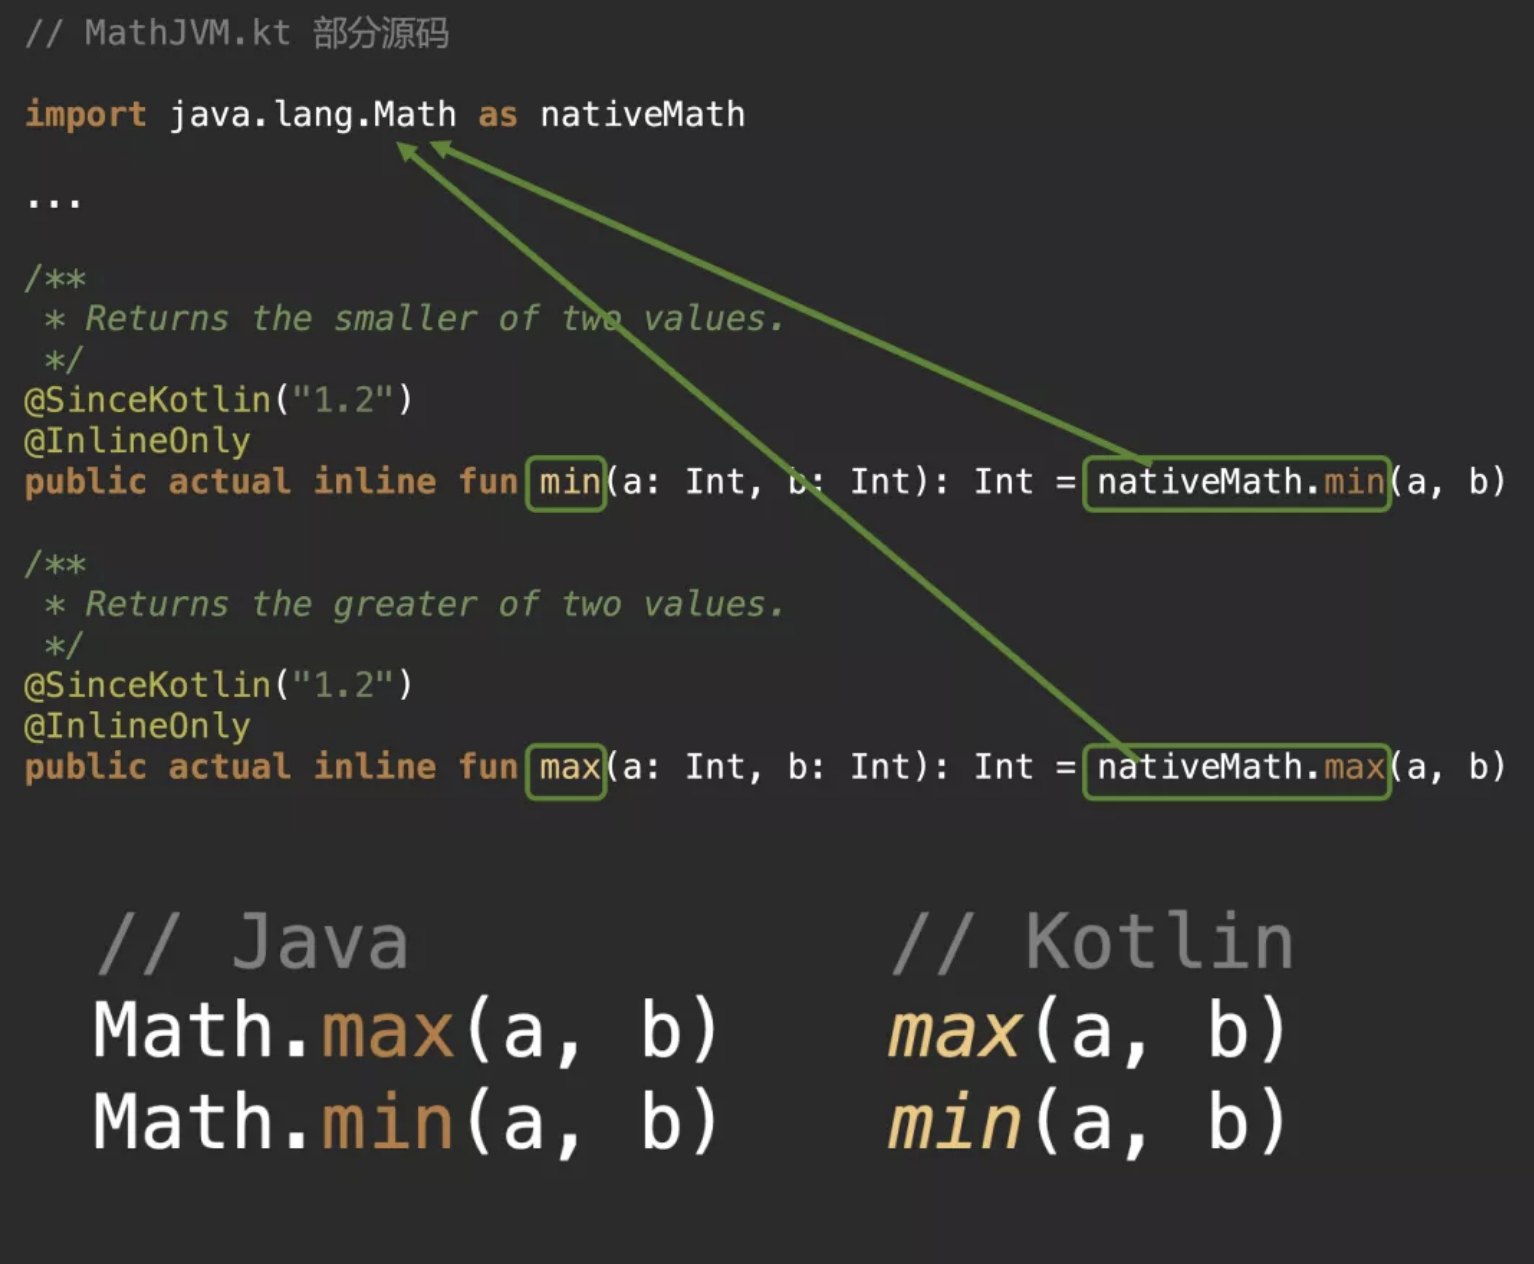 // MathJVM.kt 部分源码
import java.lang.Math as nativeMath
...
/**
 * Returns the smaller of two values.
 */
@SinceKotlin("1.2")
@InlineOnly
public actual inline fun min(a: Int, b: Int): Int = nativeMath.min(a, b)
/**
 * Returns the greater of two values.
 */
@SinceKotlin("1.2")
@InlineOnly
public actual inline fun max(a: Int, b: Int): Int = nativeMath.max(a, b)
// Java
Math.max(a, b)
Math.min(a, b)
// Kotlin
max(a, b)
min(a, b)